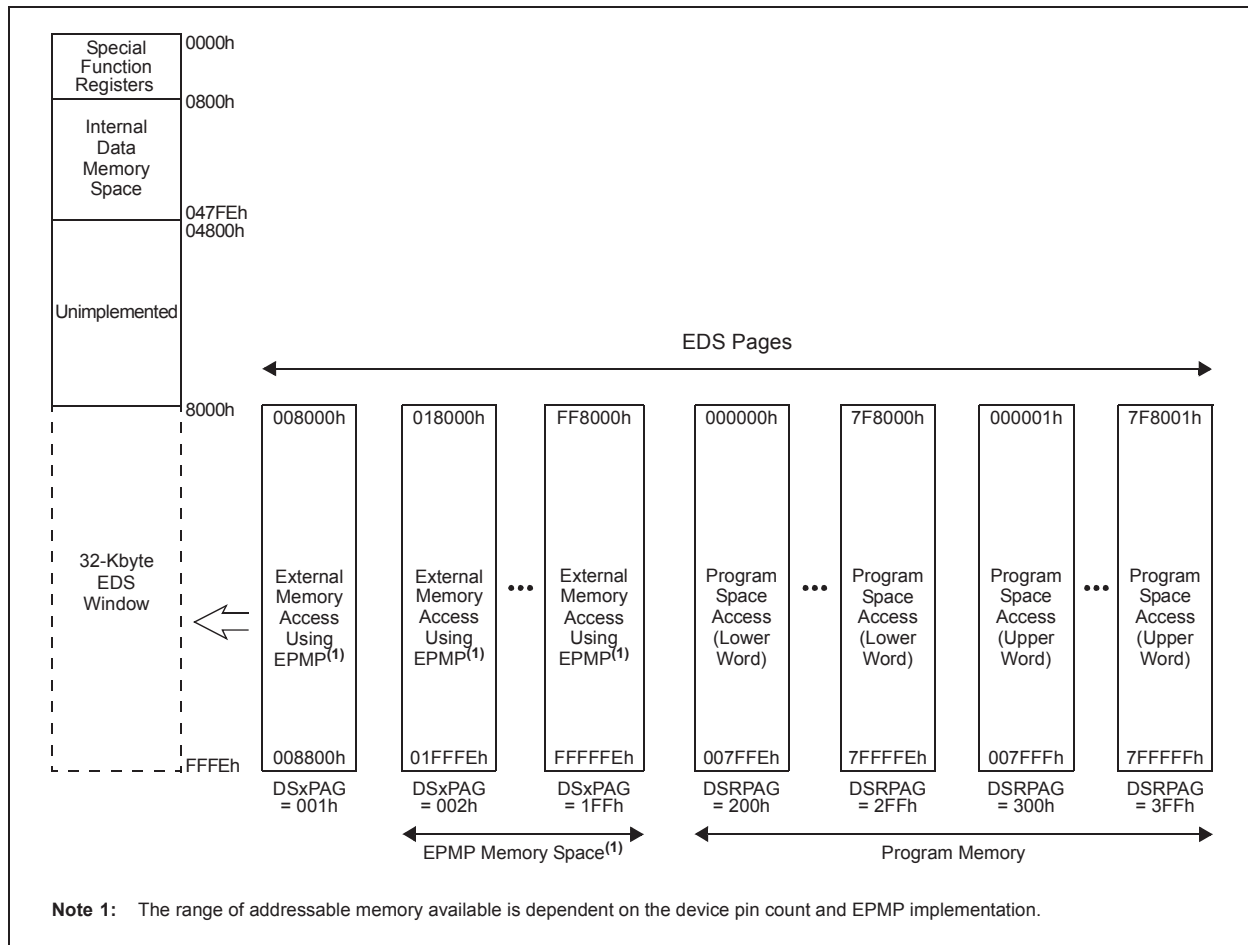 Special
Function
Registers
0000h
0800h
Internal
Data
Memory
Space
047FEh
04800h
Unimplemented
EDS Pages
8000h
32-Kbyte
EDS
Window
FFFEh
008000h
External
Memory
Access
Using
EPMP(1)
008800h
DSxPAG
= 001h
018000h
External
Memory
Access
Using
EPMP(1)
01FFFEh
DSxPAG
= 002h
•••
FF8000h
External
Memory
Access
Using
EPMP(1)
FFFFFEh
DSxPAG
= 1FFh
EPMP Memory Space(1)
000000h
Program
Space
Access
(Lower
Word)
007FFEh
DSRPAG
= 200h
•••
7F8000h
Program
Space
Access
(Lower
Word)
7FFFFEh
DSRPAG
= 2FFh
000001h
Program
Space
Access
(Upper
Word)
007FFFh
DSRPAG
= 300h
•••
7F8001h
Program
Space
Access
(Upper
Word)
7FFFFFh
DSRPAG
= 3FFh
Program Memory
Note 1: The range of addressable memory available is dependent on the device pin count and EPMP implementation.